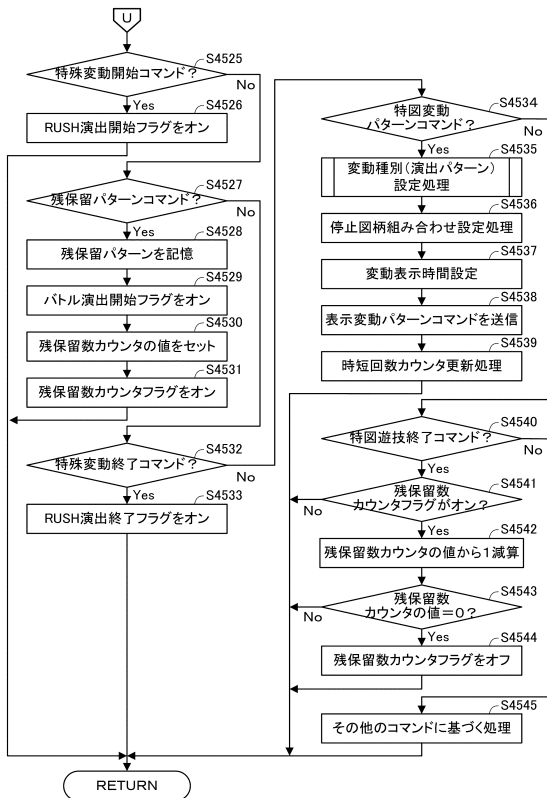 U
S4525
特殊変動開始コマンド？
No
Yes
S4526
RUSH演出開始フラグをオン
S4527
残保留パターンコマンド？
No
Yes
S4528
残保留パターンを記憶
S4529
バトル演出開始フラグをオン
S4530
残保留数カウンタの値をセット
S4531
残保留数カウンタフラグをオン
S4532
特殊変動終了コマンド？
No
Yes
S4533
RUSH演出終了フラグをオン
RETURN
S4534
特図変動
パターンコマンド？
No
Yes
S4535
変動種別（演出パターン）
設定処理
S4536
停止図柄組み合わせ設定処理
S4537
変動表示時間設定
S4538
表示変動パターンコマンドを送信
S4539
時短回数カウンタ更新処理
S4540
特図遊技終了コマンド？
No
Yes
S4541
残保留数
カウンタフラグがオン？
No
Yes
S4542
残保留数カウンタの値から１減算
S4543
残保留数
カウンタの値＝０？
No
Yes
S4544
残保留数カウンタフラグをオフ
S4545
その他のコマンドに基づく処理